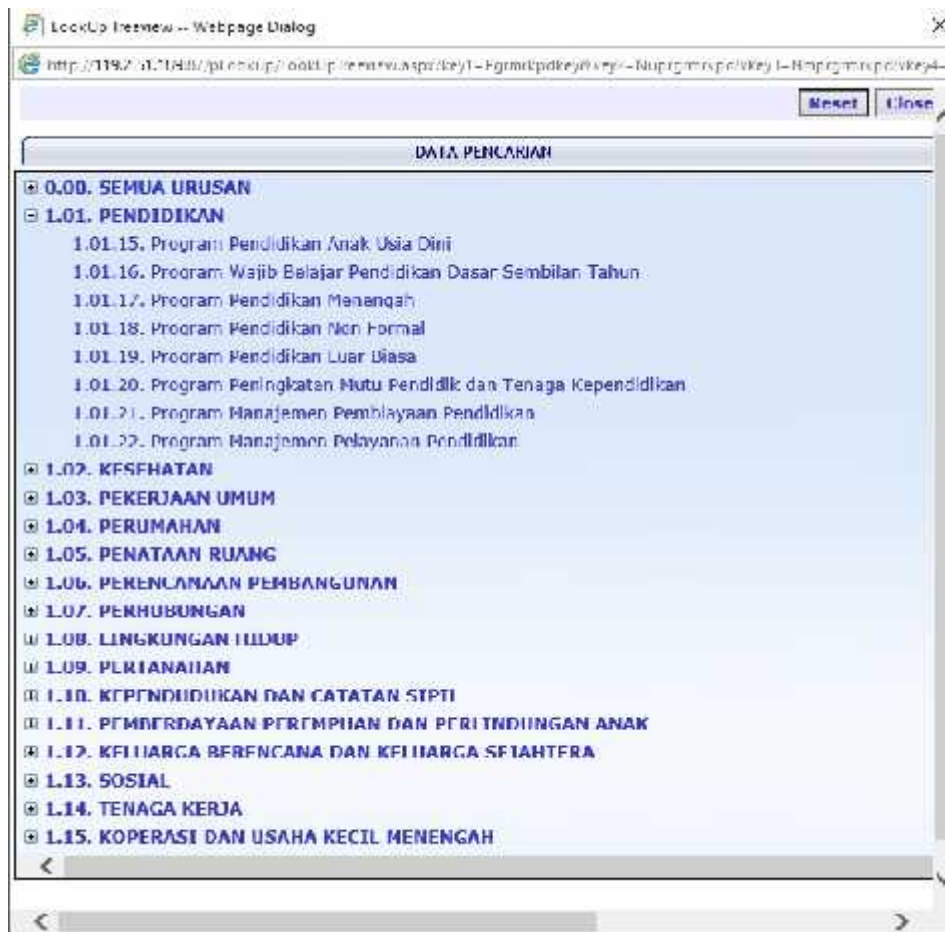 LookUp Treeview -- Webpage Dialog
Reset Close
DATA PENCARIAN
0.00. SEMUA URUSAN
1.01. PENDIDIKAN
1.01.15. Program Pendidikan Anak Usia Dini
1.01.16. Program Wajib Belajar Pendidikan Dasar Sembilan Tahun
1.01.17. Program Pendidikan Menengah
1.01.18. Program Pendidikan Non Formal
1.01.19. Program Pendidikan Luar Biasa
1.01.20. Program Peningkatan Mutu Pendidik dan Tenaga Kependidikan
1.01.21. Program Manajemen Pembiayaan Pendidikan
1.01.22. Program Manajemen Pelayanan Pendidikan
1.02. KESEHATAN
1.03. PEKERJAAN UMUM
1.04. PERUMAHAN
1.05. PENATAAN RUANG
1.06. PERENCANAAN PEMBANGUNAN
1.07. PERHUBUNGAN
1.08. LINGKUNGAN HIDUP
1.09. PERTANAHAN
1.10. KEPENDUDUKAN DAN CATATAN SIPIL
1.11. PEMBERDAYAAN PEREMPUAN DAN PERLINDUNGAN ANAK
1.12. KELUARGA BERENCANA DAN KELUARGA SEJAHTERA
1.13. SOSIAL
1.14. TENAGA KERJA
1.15. KOPERASI DAN USAHA KECIL MENENGAH